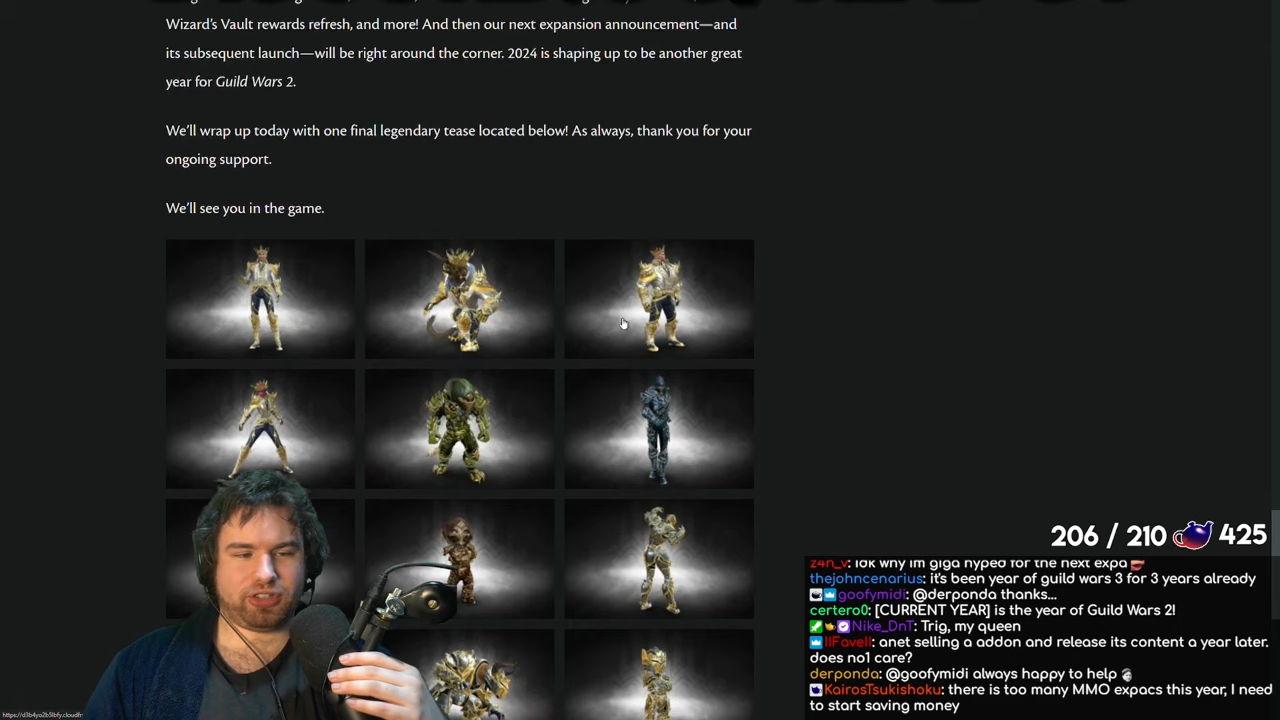 Wizard's Vault rewards refresh, and more! And then our next expansion announcement—and
its subsequent launch—will be right around the corner. 2024 is shaping up to be another great
year for Guild Wars 2.
We'll wrap up today with one final legendary tease located below! As always, thank you for your
ongoing support.
We'll see you in the game.
206 / 210 425
z4n_v: idk why im giga hyped for the next expa
thejohncenarius: it's been year of guild wars 3 for 3 years already
goofymidi: @derponda thanks...
certero0: [CURRENT YEAR] is the year of Guild Wars 2!
Nike_DnT: Trig, my queen
llFavell: anet selling a addon and release its content a year later.
does no1 care?
derponda: @goofymidi always happy to help
KairosTsukishoku: there is too many MMO expacs this year, I need
to start saving money